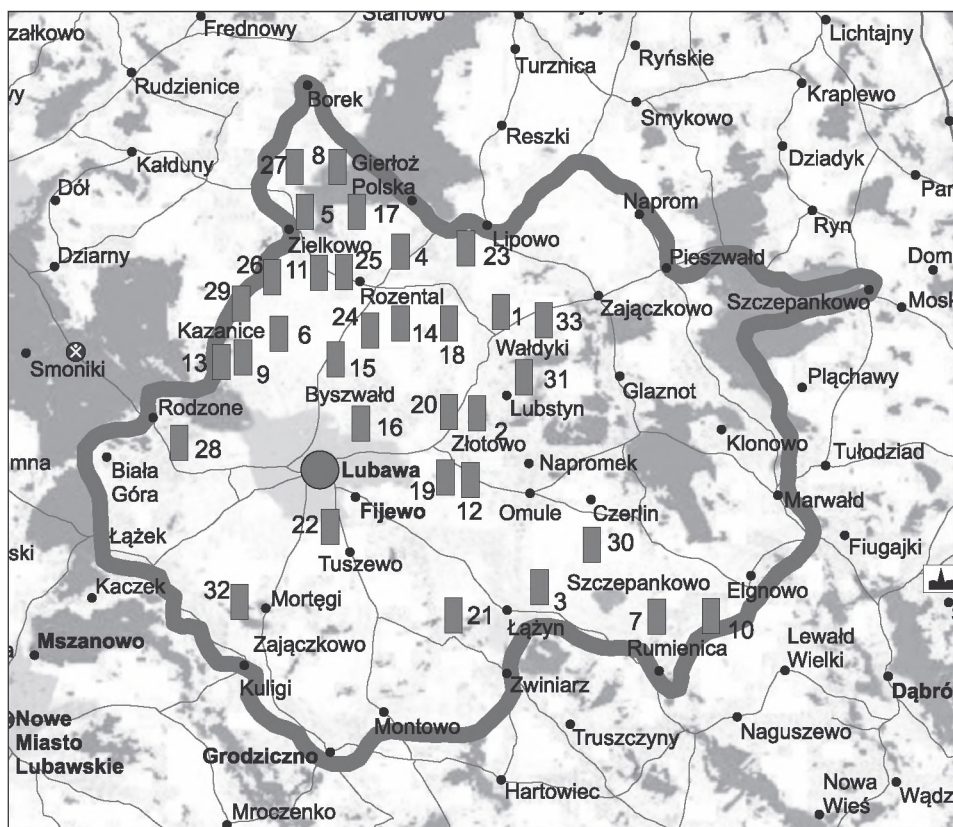 Stanowo
załkowo
Frednowy
Lichtajny
Turznica
Ryńskie
Rudzienice
wy
Borek
Kraplewo
Smykowo
Reszki
Kałduny
27
8
Gierłoż
Polska
Dziadyk
Dół
Par
5
17
Naprom
Ryn
Zielkowo
Lipowo
Dziarny
26
11
25
4
23
Pieszwałd
Dom
Szczepankowo
Mosk
29
Rozental
Zajączkowo
Kazanice
6
24
14
18
1
33
Wałdyki
Smoniki
13
9
15
31
Glaznot
Pląchawy
Byszwałd
Lubstyn
Rodzone
16
20
2
Złotowo
Klonowo
28
Tułodziad
mna
Biała
Góra
Lubawa
Napromek
19
12
Fijewo
Omule
Czerlin
Marwałd
22
Łążek
30
Fiugajki
ski
Tuszewo
Kaczek
Szczepankowo
Elgnowo
32
Mortęgi
21
3
Łążyn
7
10
Mszanowo
Zajączkowo
Rumienica
Lewałd
Wielki
Kuligi
Zwiniarz
Dąbró
Nowe
Miasto
Lubawskie
Montowo
Truszczyny
Naguszewo
Grodziczno
Hartowiec
Nowa
Wieś
Wądz
Mroczenko